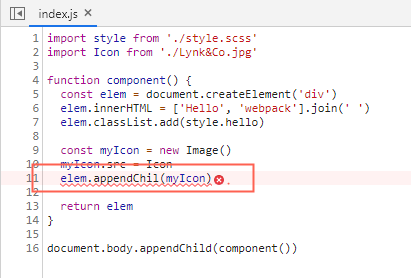 index.js ×
1 import style from './style.scss'
2 import Icon from './Lynk&Co.jpg'
3
4 function component() {
5 const elem = document.createElement('div')
6 elem.innerHTML = ['Hello', 'webpack'].join(' ')
7 elem.classList.add(style.hello)
8
9 const myIcon = new Image()
10 myIcon.src = Icon
11 elem.appendChil(myIcon)
12
13 return elem
14 }
15
16 document.body.appendChild(component())